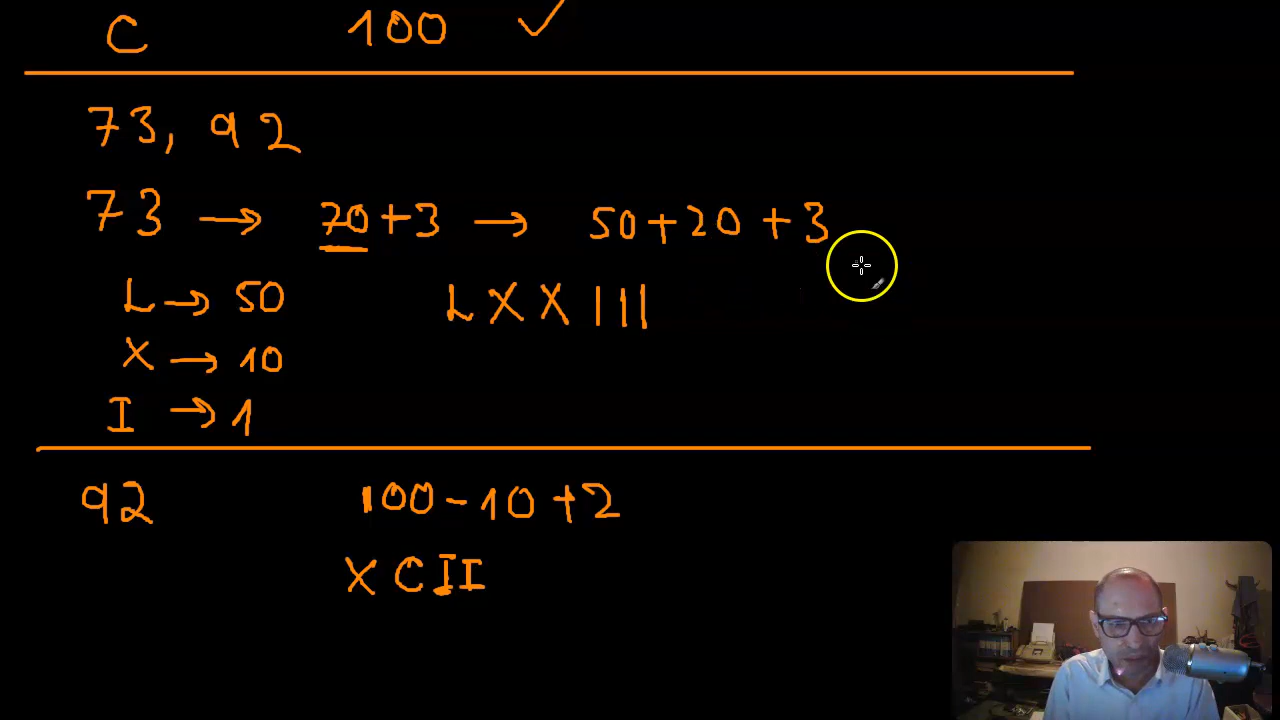 C 100 ✓
73, 92
73 → 70+3 → 50+20+3
L → 50 LXXIII
X → 10
I → 1
92 100-10+2
XCII